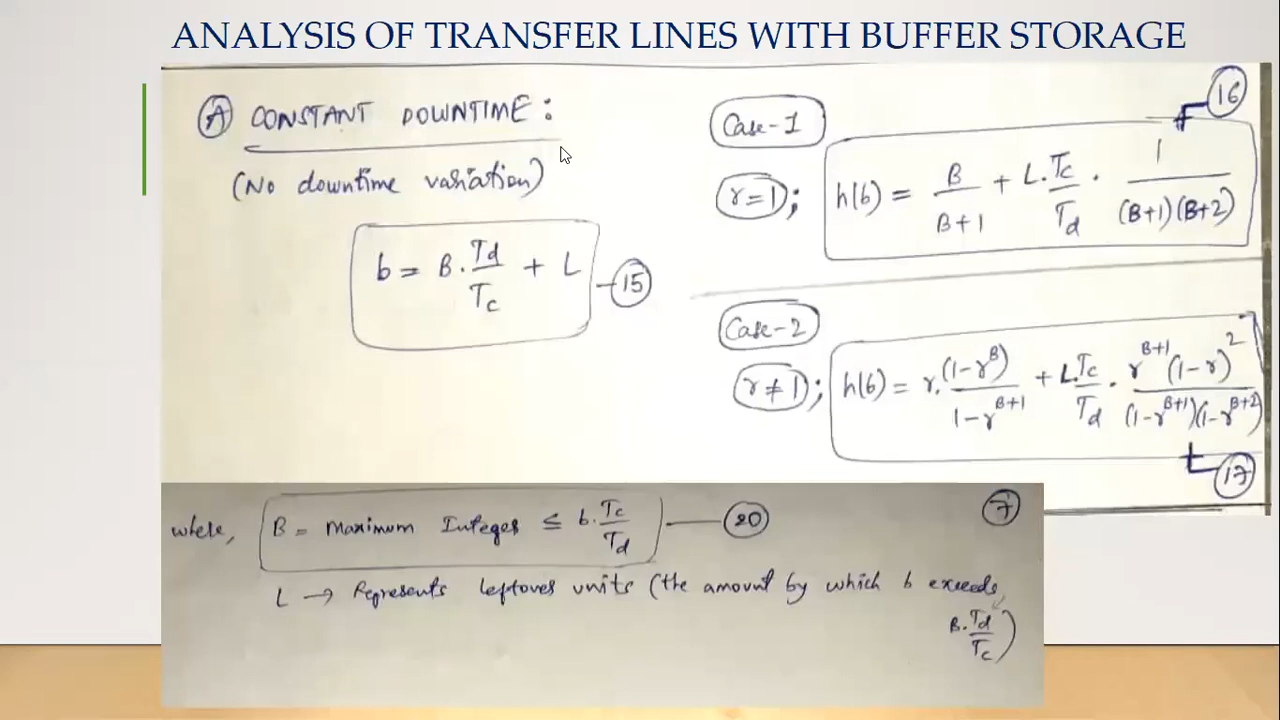 ANALYSIS OF TRANSFER LINES WITH BUFFER STORAGE
(A) CONSTANT DOWNTIME:
(No downtime variation)
b = B. Td/Tc + L —(15)
Case-1
(16)
r=1; h(b) = B/(B+1) + L. Tc/Td . 1/((B+1)(B+2))
Case-2
r≠1; h(b) = r. (1-r^B)/(1-r^(B+1)) + L. Tc/Td . r^(B+1) (1-r)^2/((1-r^(B+1))(1-r^(B+2)))
(17)
where, B = Maximum Integer ≤ b. Tc/Td —(20)
(7)
L → Represents leftover units (the amount by which b exceeds
B. Td/Tc)